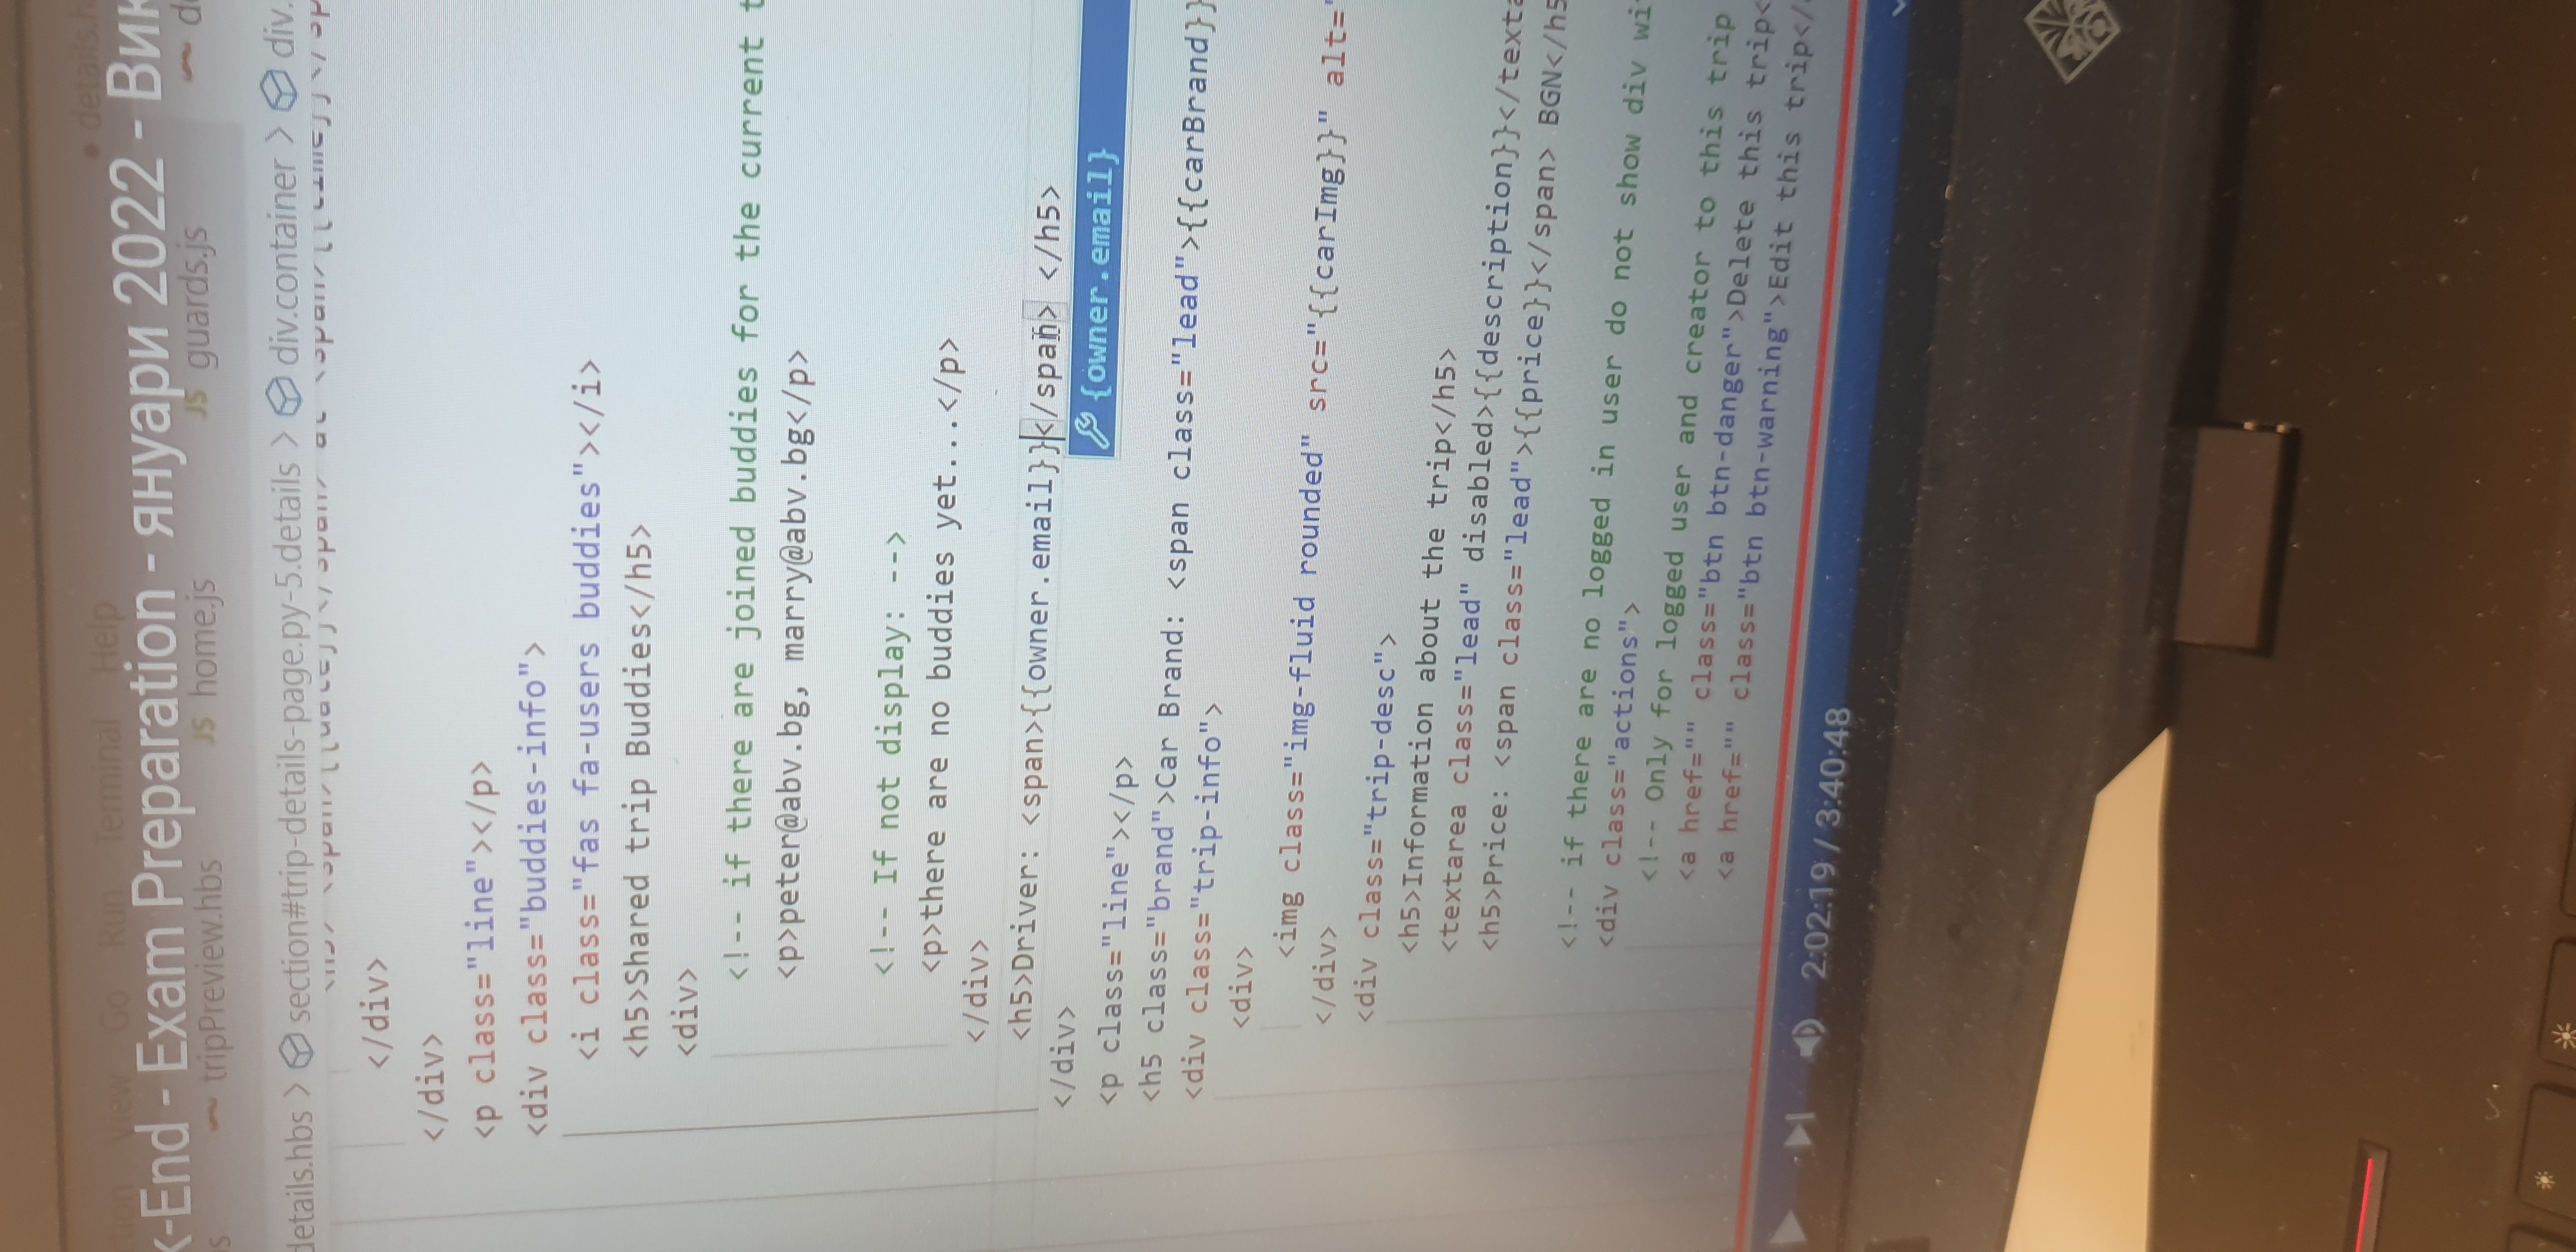 View Go Run Terminal Help details.h
k-End - Exam Preparation - януари 2022 - Вик
tripPreview.hbs JS home.js JS guards.js d
details.hbs > section#trip-details-page.py-5.details > div.container > div.
</div>
</div>
<p class="line"></p>
<div class="buddies-info">
<i class="fas fa-users buddies"></i>
<h5>Shared trip Buddies</h5>
<div>
<!-- if there are joined buddies for the current t
<p>peter@abv.bg, marry@abv.bg</p>
<!-- If not display: -->
<p>there are no buddies yet...</p>
</div>
<h5>Driver: <span>{{owner.email}}</span> </h5>
{owner.email}
</div>
<p class="line"></p>
<h5 class="brand">Car Brand: <span class="lead">{{carBrand}}
<div class="trip-info">
<div>
<img class="img-fluid rounded" src="{{carImg}}" alt="
</div>
<div class="trip-desc">
<h5>Information about the trip</h5>
<textarea class="lead" disabled>{{description}}</texta
<h5>Price: <span class="lead">{{price}}</span> BGN</h5
<!-- if there are no logged in user do not show div wi
<div class="actions">
<!-- Only for logged user and creator to this trip
<a href="" class="btn btn-danger">Delete this trip<
<a href="" class="btn btn-warning">Edit this trip</
2:02:19 / 3:40:48